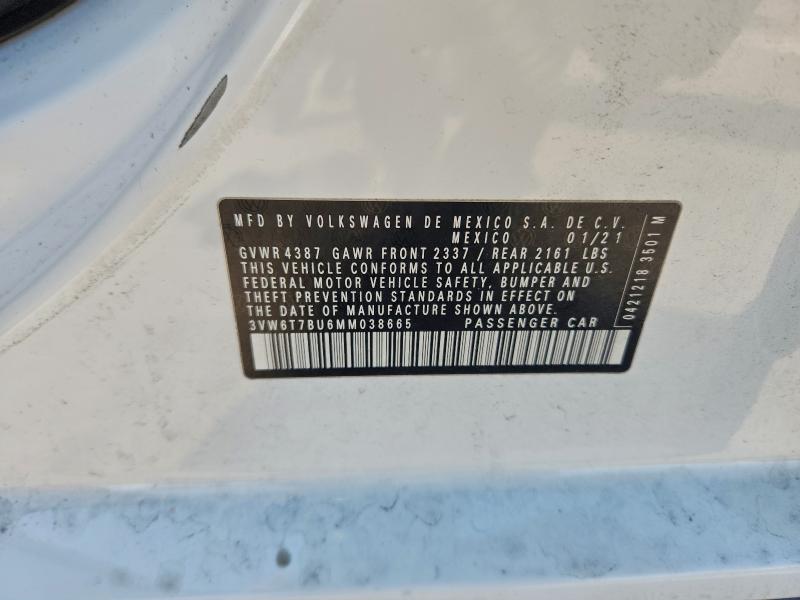 MFD BY VOLKSWAGEN DE MEXICO S.A. DE C.V.
MEXICO 01/21
GVWR 4387 GAWR FRONT 2337 / REAR 2161 LBS
THIS VEHICLE CONFORMS TO ALL APPLICABLE U.S.
FEDERAL MOTOR VEHICLE SAFETY, BUMPER AND
THEFT PREVENTION STANDARDS IN EFFECT ON
THE DATE OF MANUFACTURE SHOWN ABOVE.
3VW6T7BU6MM038665 PASSENGER CAR
0421218 3501 M